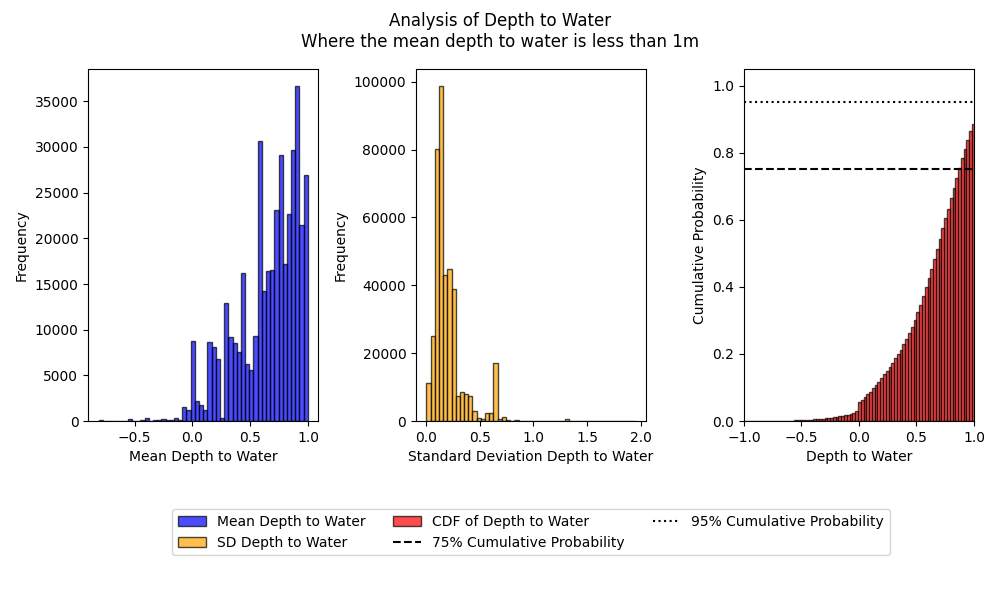 Analysis of Depth to Water
Where the mean depth to water is less than 1m
35000
30000
25000
20000
15000
10000
5000
0
Frequency
−0.5
0.0
0.5
1.0
Mean Depth to Water
100000
80000
60000
40000
20000
0
Frequency
0.0
0.5
1.0
1.5
2.0
Standard Deviation Depth to Water
1.0
0.8
0.6
0.4
0.2
0.0
Cumulative Probability
−1.0
−0.5
0.0
0.5
1.0
Depth to Water
Mean Depth to Water
SD Depth to Water
CDF of Depth to Water
75% Cumulative Probability
95% Cumulative Probability